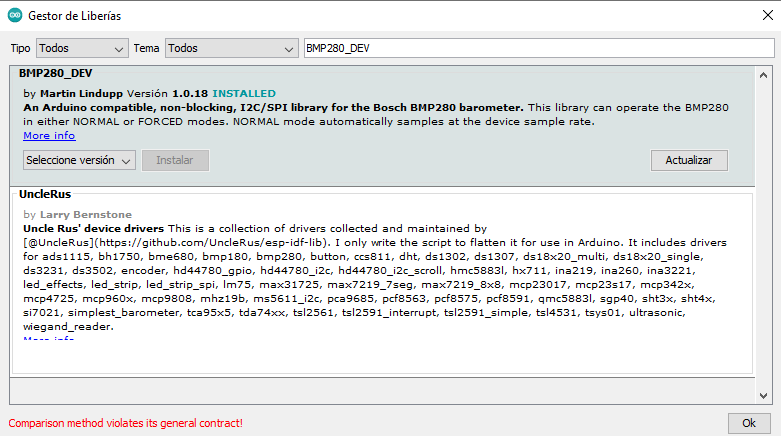 Gestor de Liberías
Tipo Todos Tema Todos BMP280_DEV
BMP280_DEV
by Martin Lindupp Versión 1.0.18 INSTALLED
An Arduino compatible, non-blocking, I2C/SPI library for the Bosch BMP280 barometer. This library can operate the BMP280
in either NORMAL or FORCED modes. NORMAL mode automatically samples at the device sample rate.
More info
Seleccione versión Instalar Actualizar
UncleRus
by Larry Bernstone
Uncle Rus' device drivers This is a collection of drivers collected and maintained by
[@UncleRus](https://github.com/UncleRus/esp-idf-lib). I only write the script to flatten it for use in Arduino. It includes drivers
for ads1115, bh1750, bme680, bmp180, bmp280, button, ccs811, dht, ds1302, ds1307, ds18x20_multi, ds18x20_single,
ds3231, ds3502, encoder, hd44780_gpio, hd44780_i2c, hd44780_i2c_scroll, hmc5883l, hx711, ina219, ina260, ina3221,
led_effects, led_strip, led_strip_spi, lm75, max31725, max7219_7seg, max7219_8x8, mcp23017, mcp23s17, mcp342x,
mcp4725, mcp960x, mcp9808, mhz19b, ms5611_i2c, pca9685, pcf8563, pcf8575, pcf8591, qmc5883l, sgp40, sht3x, sht4x,
si7021, simplest_barometer, tca95x5, tda74xx, tsl2561, tsl2591_interrupt, tsl2591_simple, tsl4531, tsys01, ultrasonic,
wiegand_reader.
More info
Comparison method violates its general contract! Ok